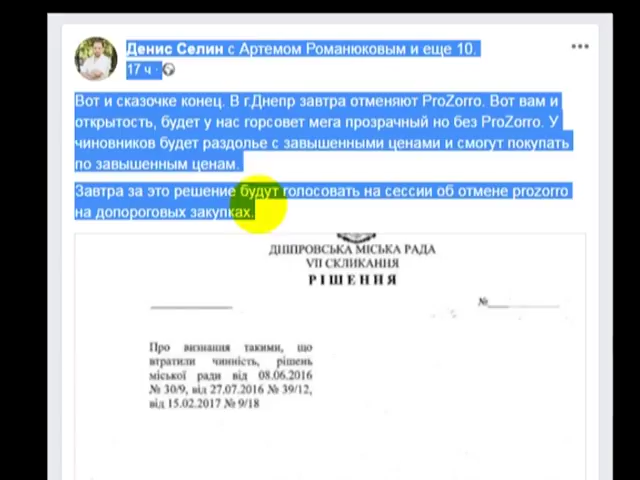 Денис Селин с Артемом Романюковым и еще 10.
17 ч ·
Вот и сказочке конец. В г.Днепр завтра отменяют ProZorro. Вот вам и
открытость, будет у нас горсовет мега прозрачный но без ProZorro. У
чиновников будет раздолье с завышенными ценами и смогут покупать
по завышенным ценам.
Завтра за это решение будут голосовать на сессии об отмене prozorro
на допороговых закупках.
ДНІПРОВСЬКА МІСЬКА РАДА
VII СКЛИКАННЯ
РІШЕННЯ
№
Про визнання такими, що
втратили чинність, рішень
міської ради від 08.06.2016
№ 30/9, від 27.07.2016 № 39/12,
від 15.02.2017 № 9/18